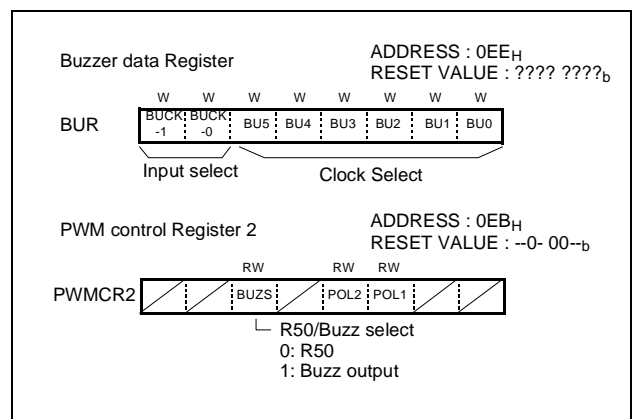 Buzzer data Register
ADDRESS : 0EEH
RESET VALUE : ???? ????b
W W W W W W W W
BUR
BUCK-1 BUCK-0 BU5 BU4 BU3 BU2 BU1 BU0
Input select
Clock Select
PWM control Register 2
ADDRESS : 0EBH
RESET VALUE : --0- 00--b
RW RW RW
PWMCR2
BUZS POL2 POL1
R50/Buzz select
0: R50
1: Buzz output